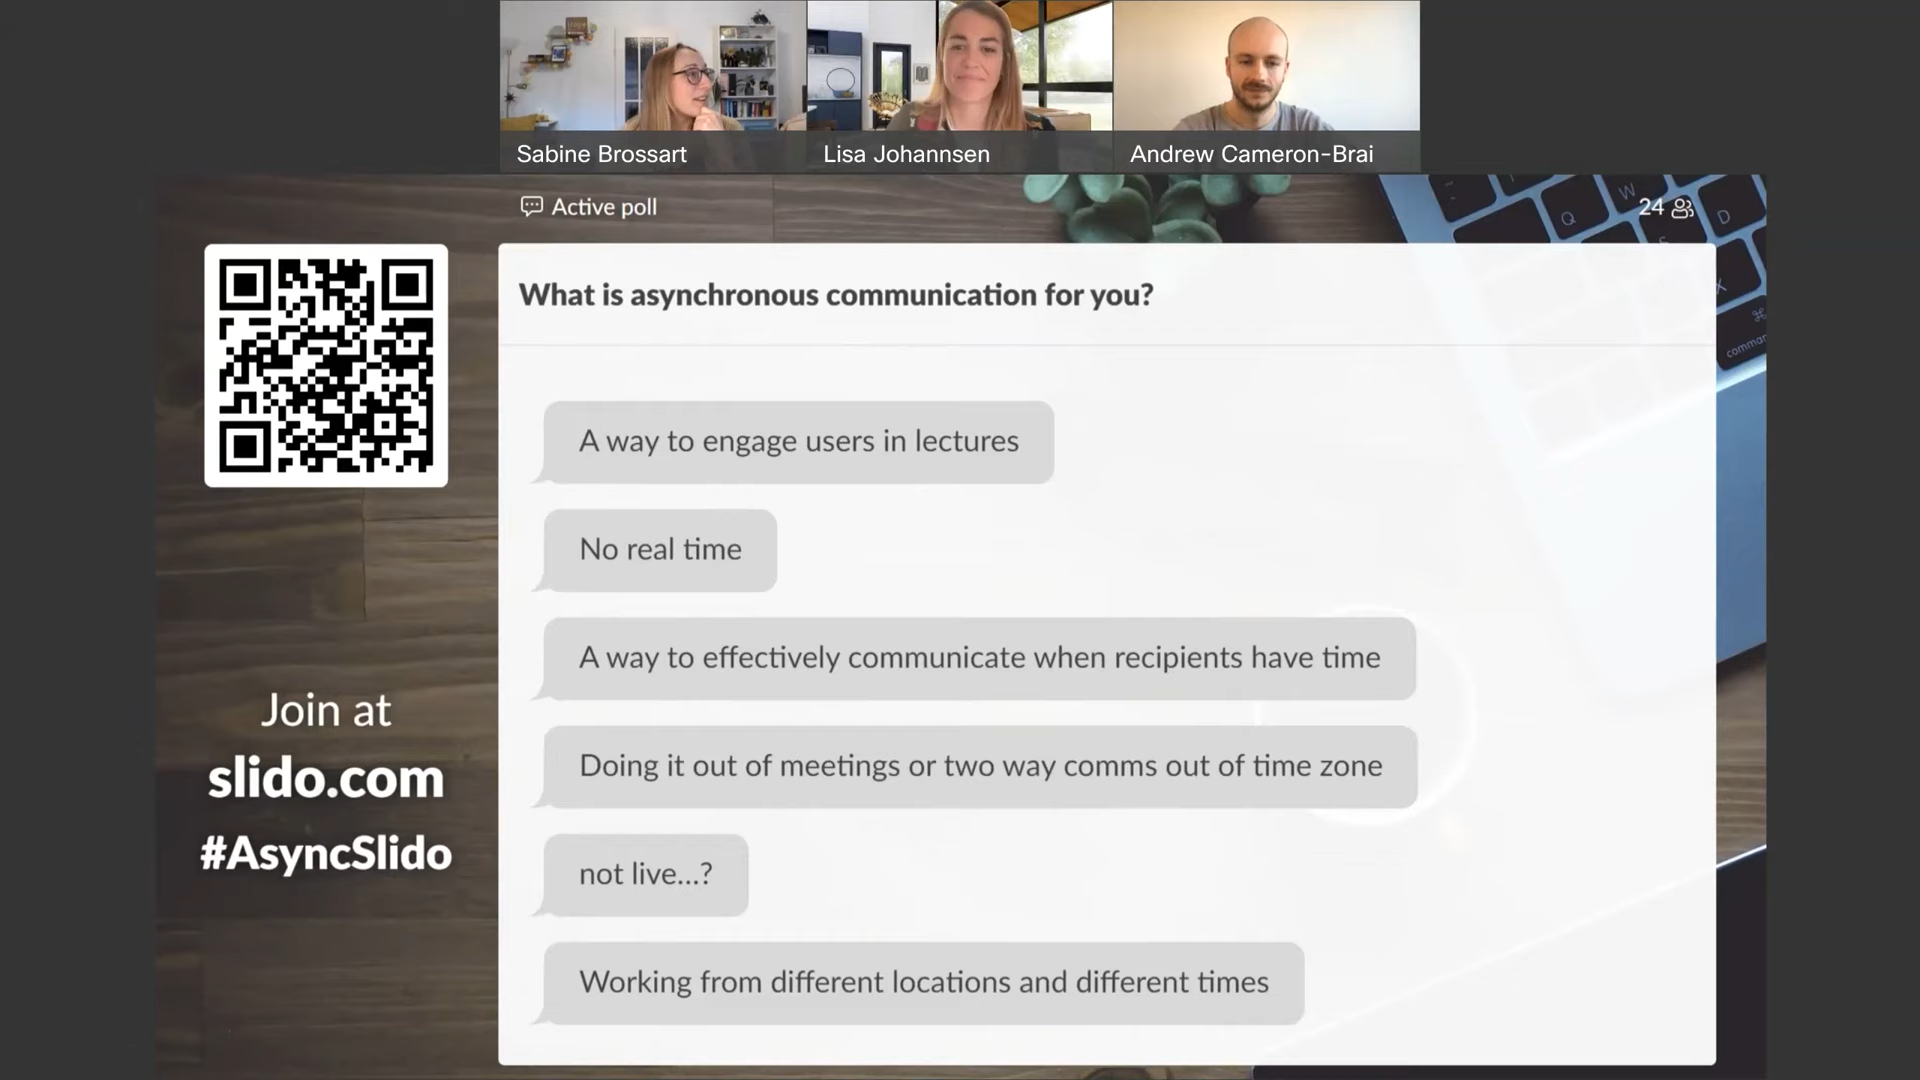 Sabine Brossart
Lisa Johannsen
Andrew Cameron-Brai
Active poll
24
What is asynchronous communication for you?
A way to engage users in lectures
No real time
A way to effectively communicate when recipients have time
Doing it out of meetings or two way comms out of time zone
not live...?
Working from different locations and different times
Join at
slido.com
#AsyncSlido
Q
W
D
X